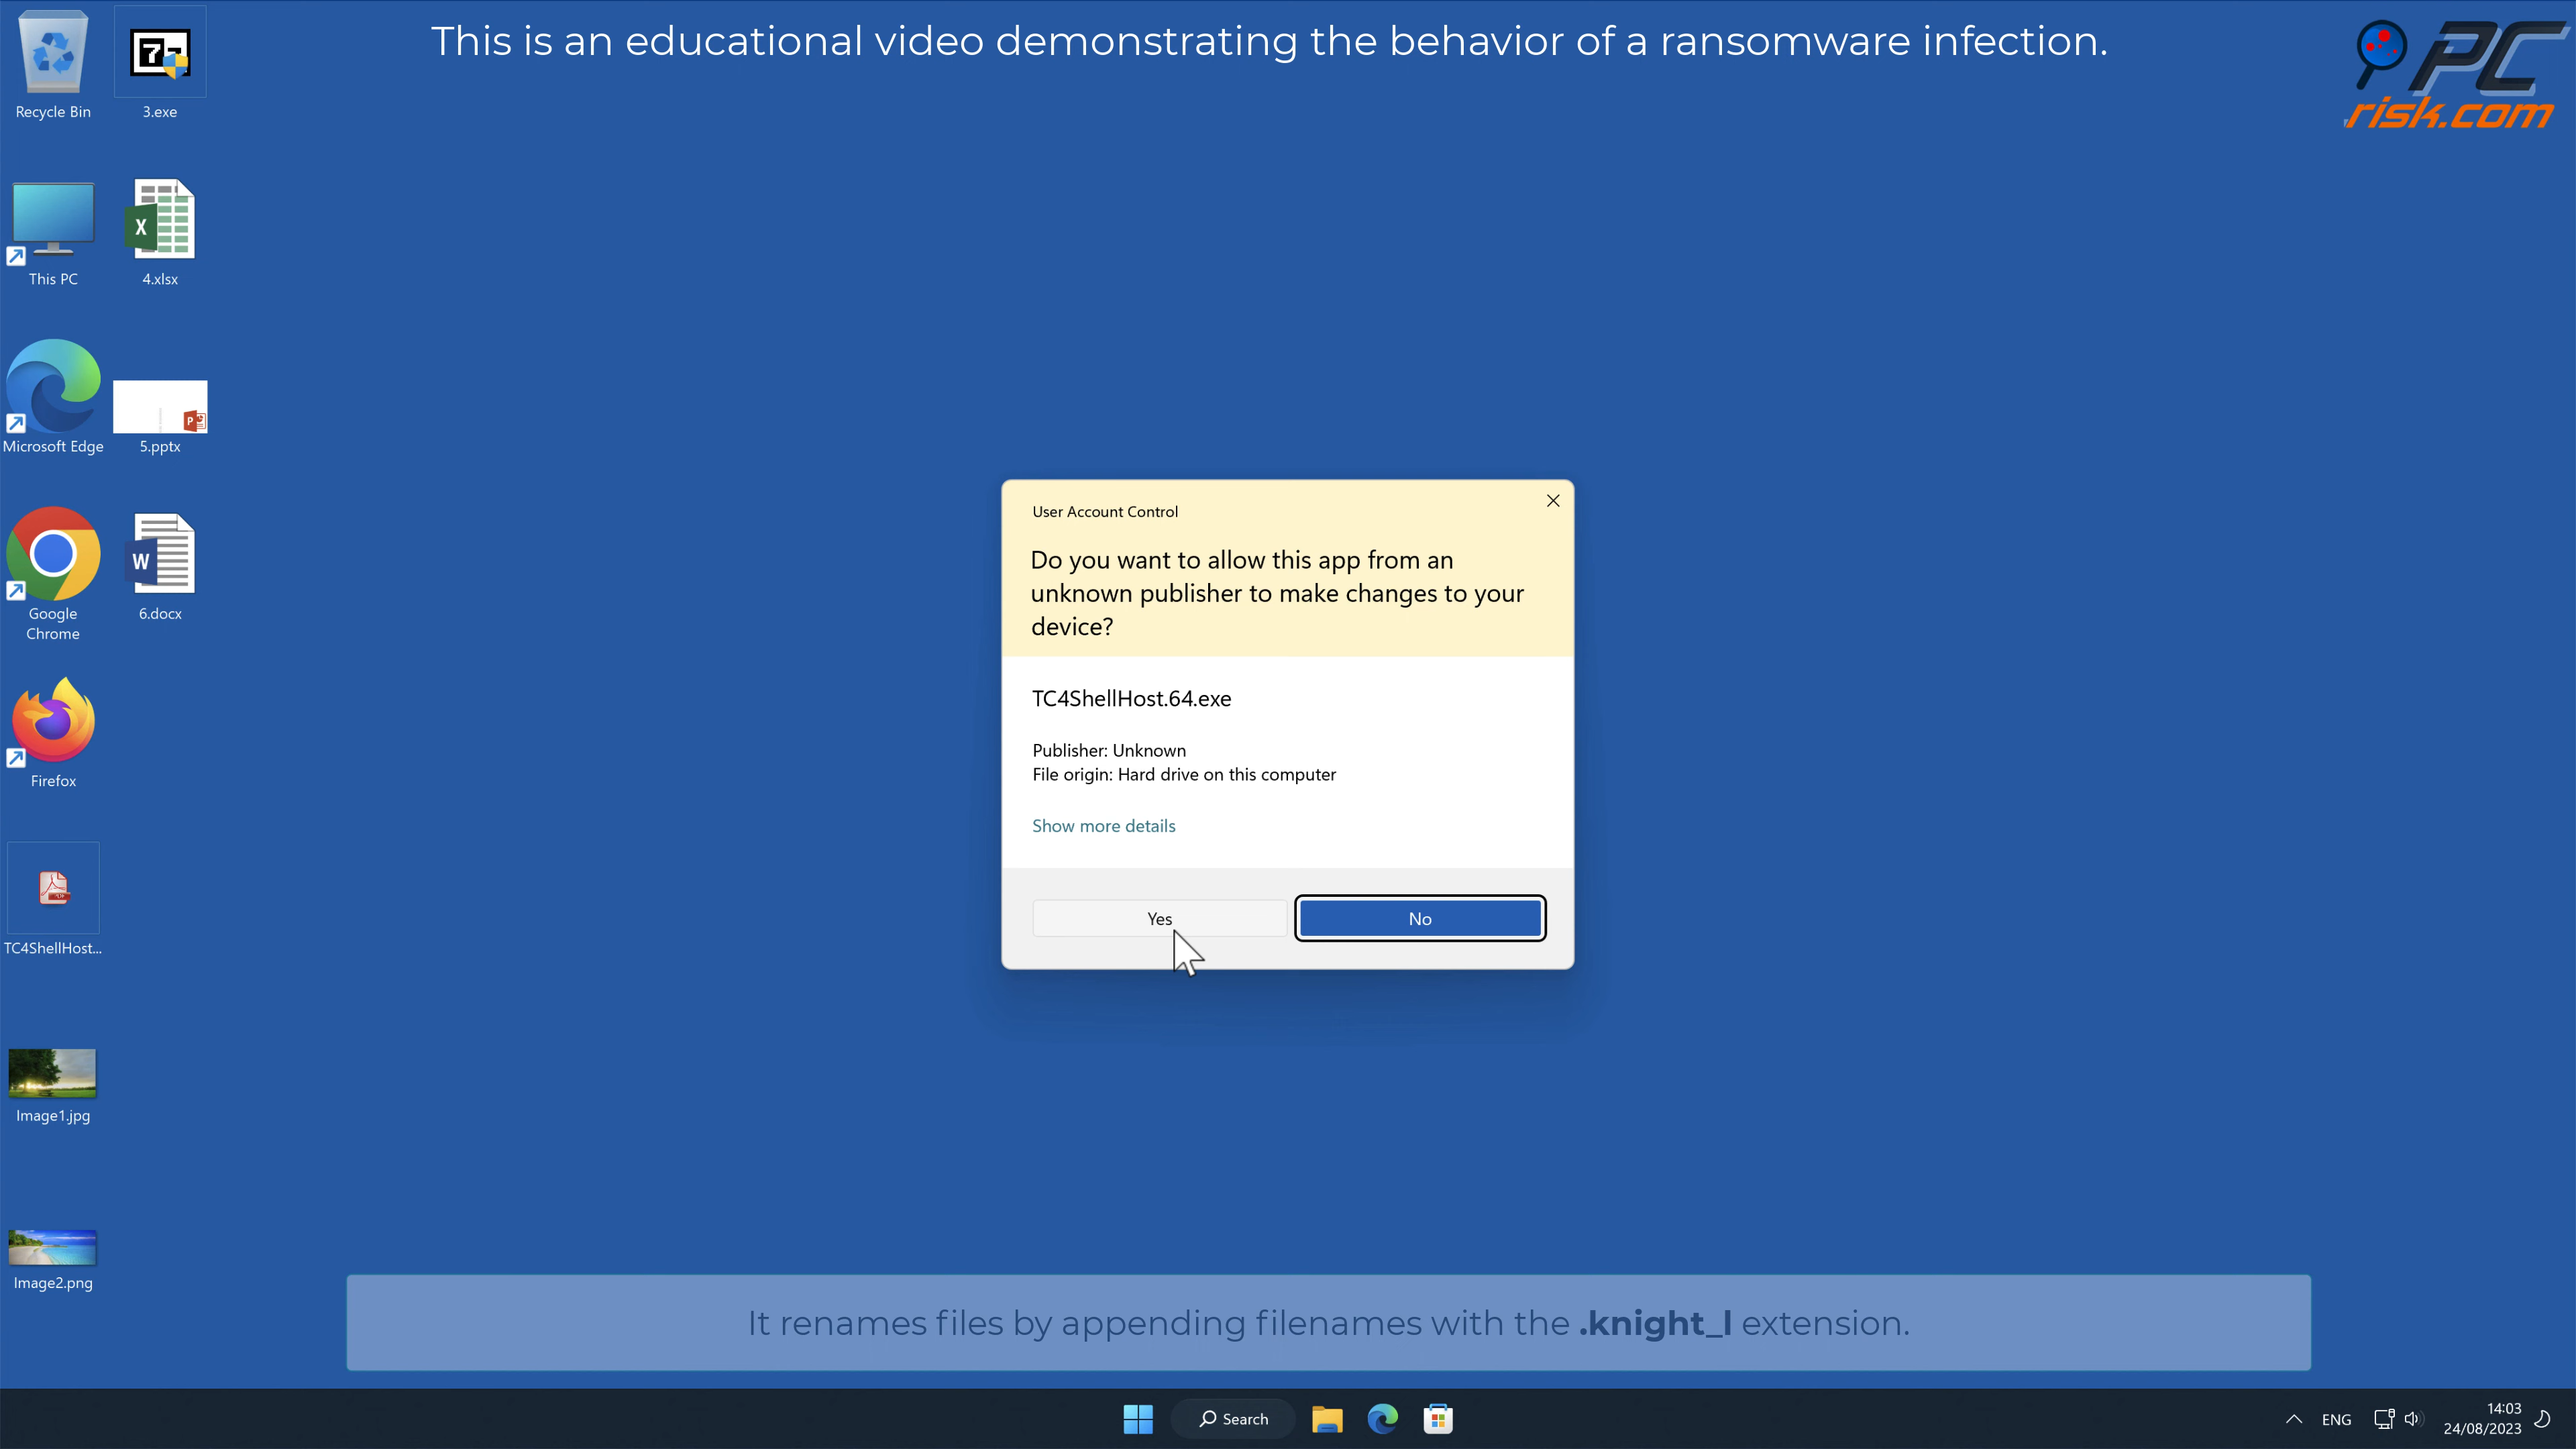 This is an educational video demonstrating the behavior of a ransomware infection.
PC
risk.com
Recycle Bin
3.exe
This PC
4.xlsx
Microsoft Edge
5.pptx
Google
Chrome
6.docx
Firefox
TC4ShellHost...
Image1.jpg
Image2.png
User Account Control
Do you want to allow this app from an
unknown publisher to make changes to your
device?
TC4ShellHost.64.exe
Publisher: Unknown
File origin: Hard drive on this computer
Show more details
Yes
No
It renames files by appending filenames with the .knight_l extension.
Search
ENG
14:03
24/08/2023